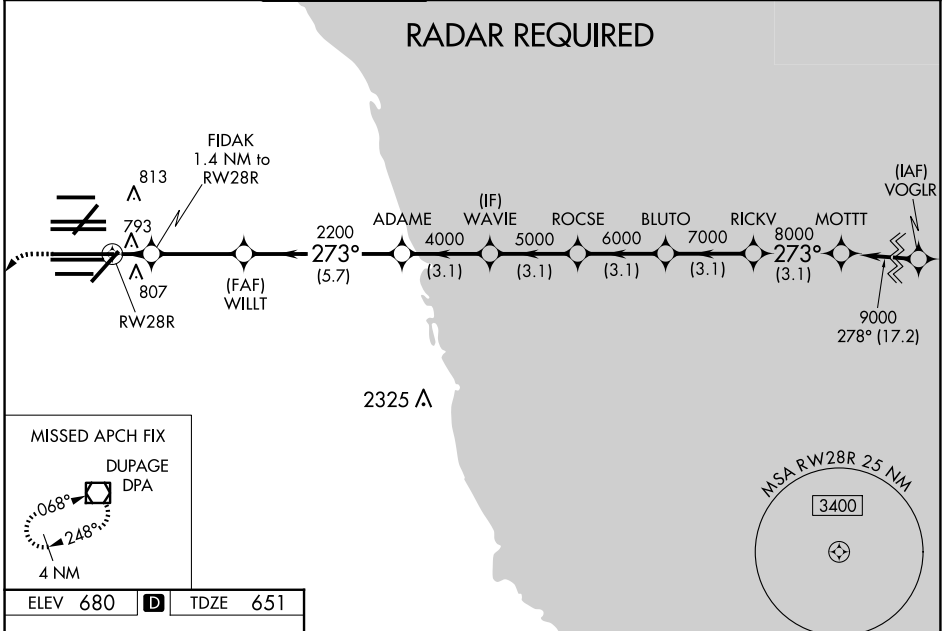 RADAR REQUIRED
FIDAK
1.4 NM to
RW28R
813
793
807
RW28R
(FAF)
WILLT
2200
273°
(5.7)
ADAME
4000
(3.1)
(IF)
WAVIE
5000
(3.1)
ROCSE
6000
(3.1)
BLUTO
7000
(3.1)
RICKV
8000
273°
(3.1)
MOTTT
(IAF)
VOGLR
9000
278° (17.2)
2325
MISSED APCH FIX
DUPAGE
DPA
068°
248°
4 NM
MSA RW28R 25 NM
3400
ELEV 680 D TDZE 651